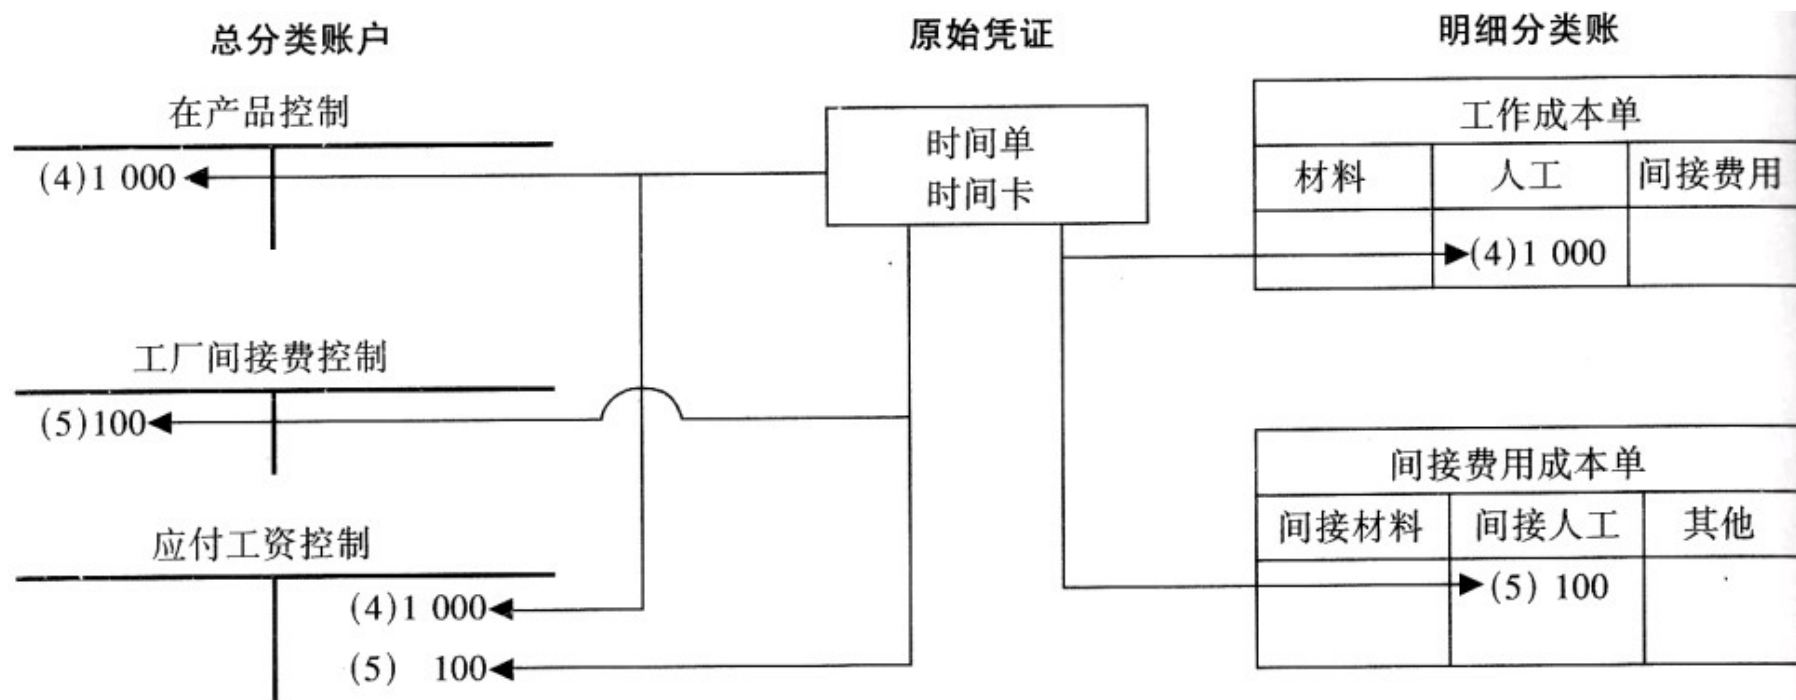 总分类账户
原始凭证
明细分类账
在产品控制
(4)1 000
时间单
时间卡
工作成本单
材料 人工 间接费用
(4)1 000
工厂间接费控制
(5)100
间接费用成本单
间接材料 间接人工 其他
(5) 100
应付工资控制
(4)1 000
(5) 100